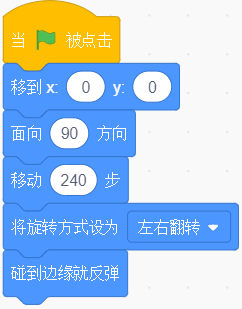 当 被点击
移到 x: 0 y: 0
面向 90 方向
移动 240 步
将旋转方式设为 左右翻转
碰到边缘就反弹